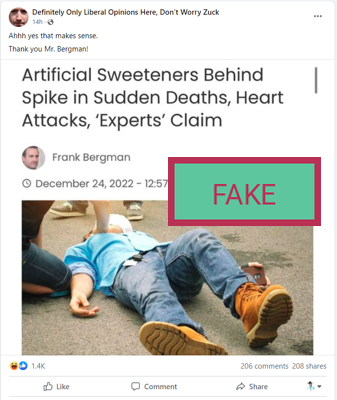 Definitely Only Liberal Opinions Here, Don't Worry Zuck
14h ·
Ahhh yes that makes sense.
Thank you Mr. Bergman!
Artificial Sweeteners Behind
Spike in Sudden Deaths, Heart
Attacks, ‘Experts’ Claim
Frank Bergman
December 24, 2022 - 12:57
FAKE
1.4K
206 comments 208 shares
Like Comment Share